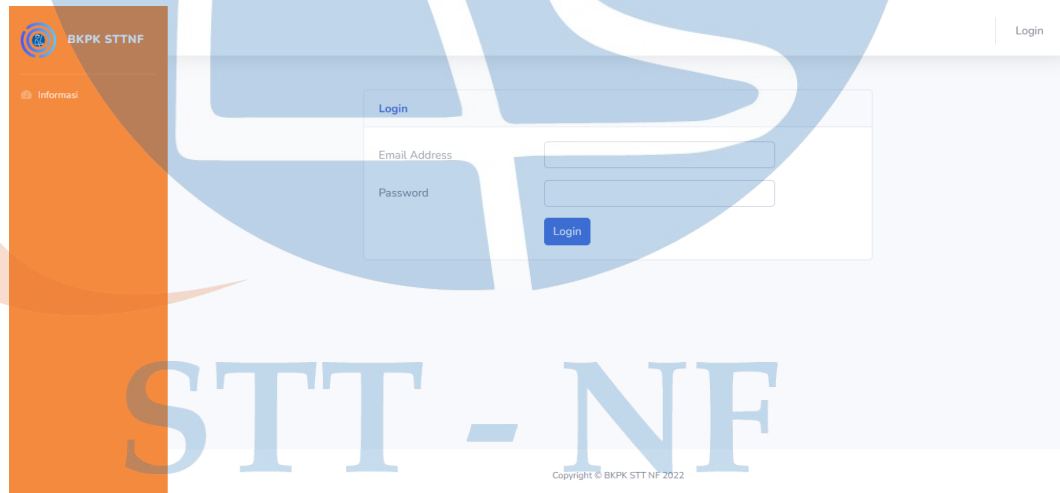 BKPK STTNF
Login
Informasi
Login
Email Address
Password
Login
STT - NF
Copyright © BKPK STT NF 2022